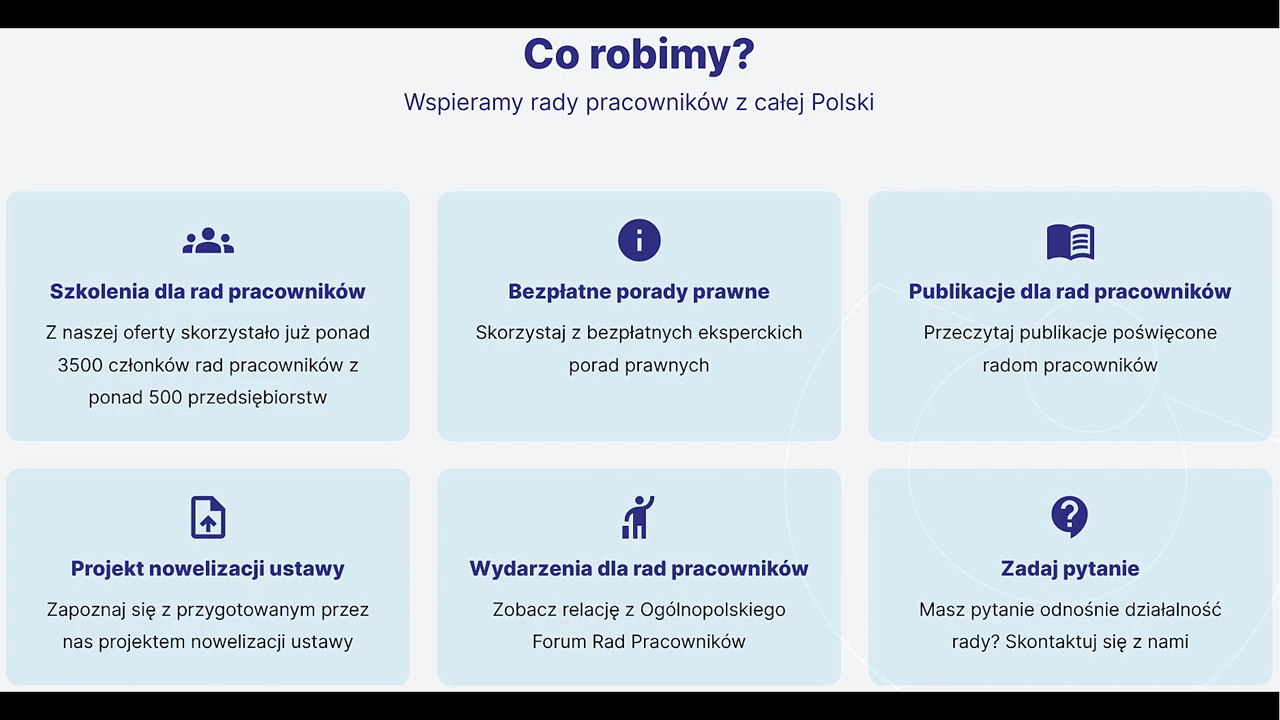 Co robimy?
Wspieramy rady pracowników z całej Polski
Szkolenia dla rad pracowników
Z naszej oferty skorzystało już ponad
3500 członków rad pracowników z
ponad 500 przedsiębiorstw
Bezpłatne porady prawne
Skorzystaj z bezpłatnych eksperckich
porad prawnych
Publikacje dla rad pracowników
Przeczytaj publikacje poświęcone
radom pracowników
Projekt nowelizacji ustawy
Zapoznaj się z przygotowanym przez
nas projektem nowelizacji ustawy
Wydarzenia dla rad pracowników
Zobacz relację z Ogólnopolskiego
Forum Rad Pracowników
Zadaj pytanie
Masz pytanie odnośnie działalność
rady? Skontaktuj się z nami